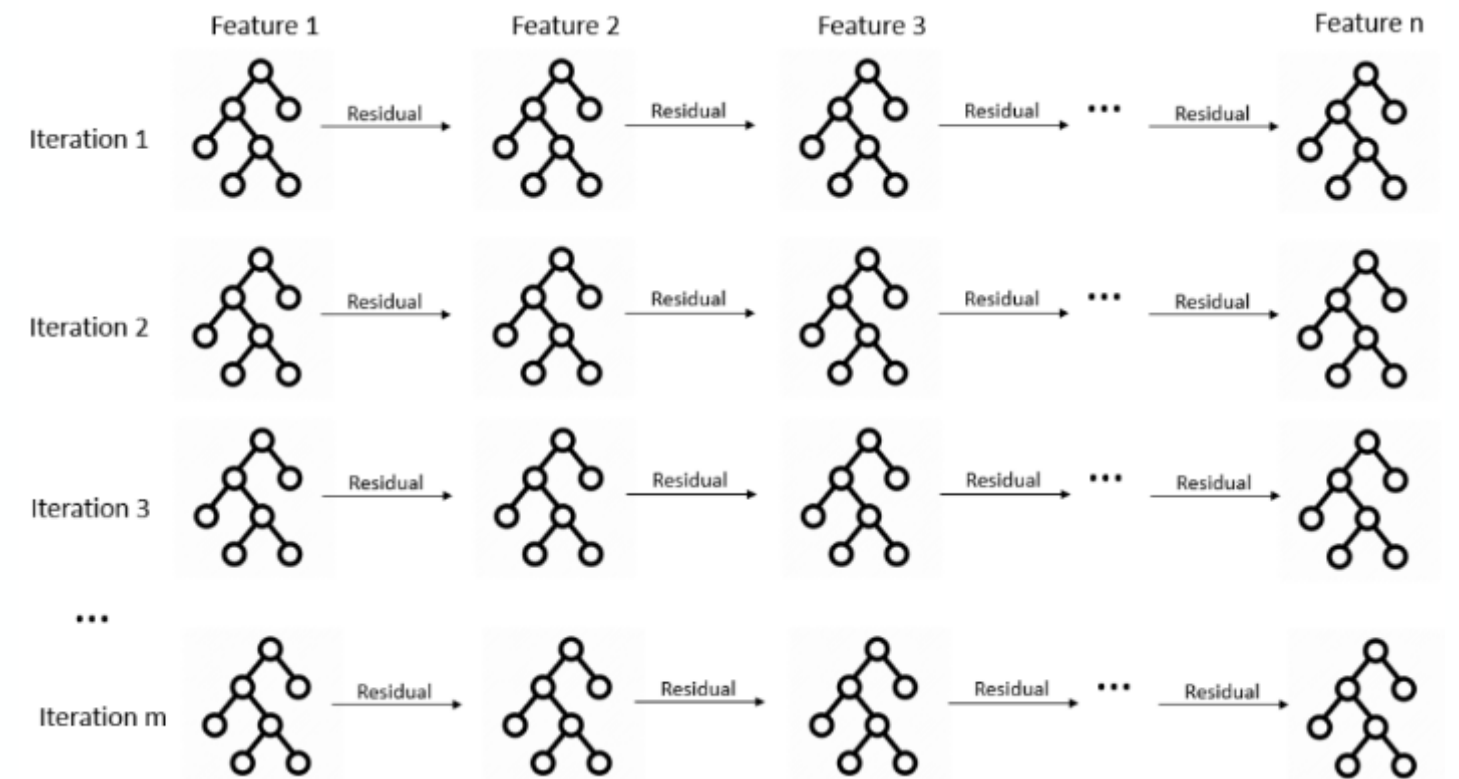 Feature 1 Feature 2 Feature 3 Feature n
Iteration 1 Residual Residual Residual ... Residual
Iteration 2 Residual Residual Residual ... Residual
Iteration 3 Residual Residual Residual ... Residual
...
Iteration m Residual Residual Residual ... Residual